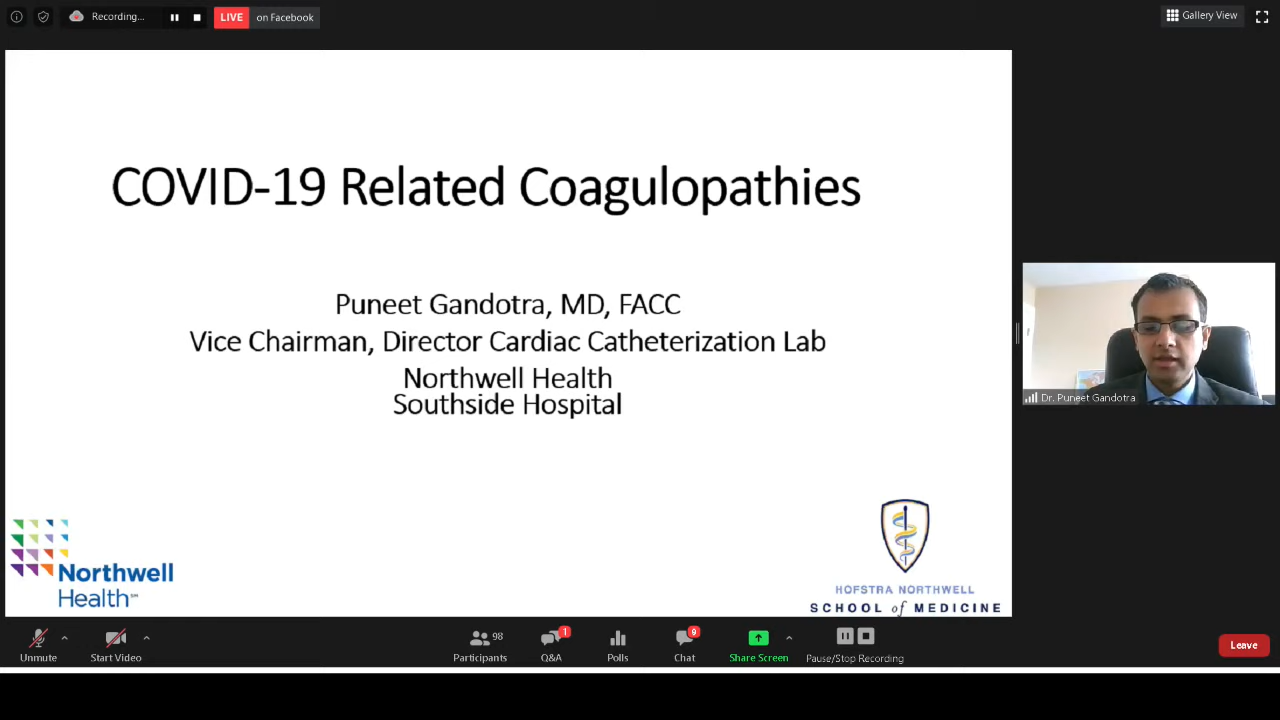 Recording...
LIVE on Facebook
Gallery View
COVID-19 Related Coagulopathies
Puneet Gandotra, MD, FACC
Vice Chairman, Director Cardiac Catheterization Lab
Northwell Health
Southside Hospital
Dr. Puneet Gandotra
Northwell
Health
HOFSTRA NORTHWELL
SCHOOL of MEDICINE
98
1
9
Unmute
Start Video
Participants
Q&A
Polls
Chat
Share Screen
Pause/Stop Recording
Leave